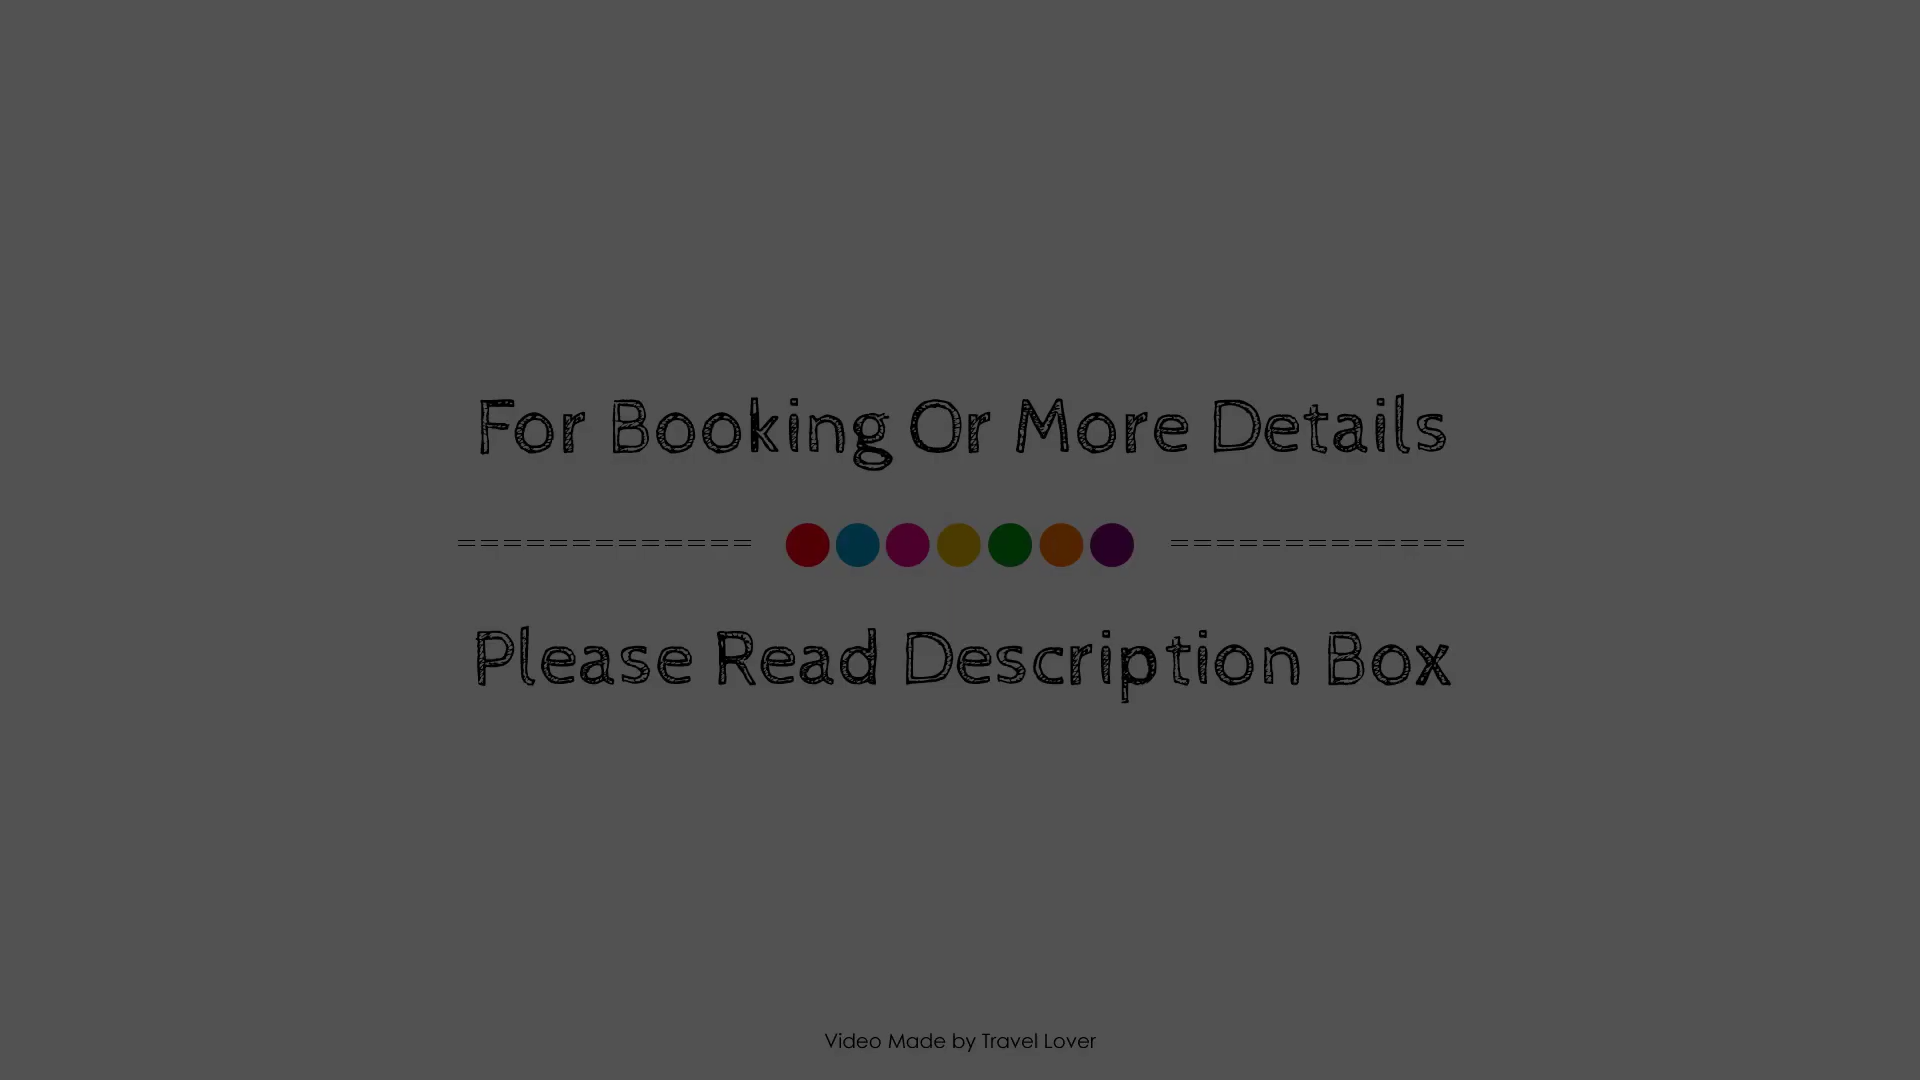 For Booking Or More Details
============= =============
Please Read Description Box
Video Made by Travel Lover